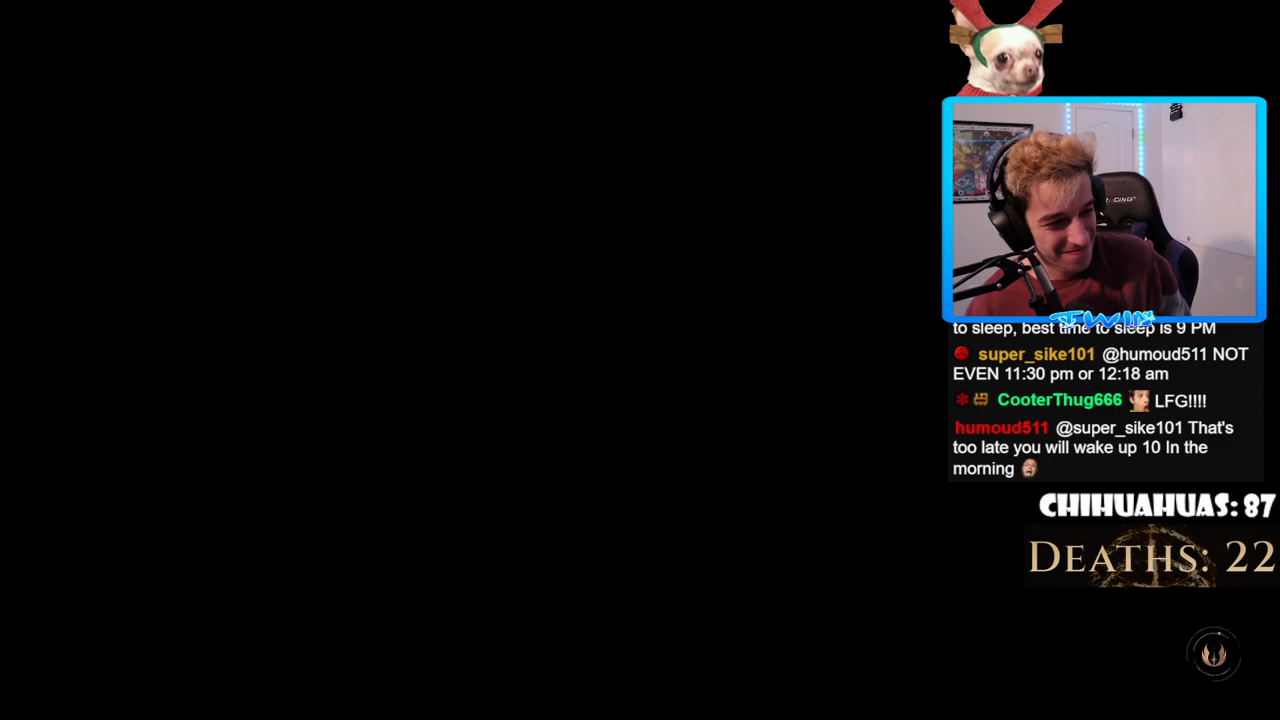 CING
TWIN
to sleep, best time to sleep is 9 PM
super_sike101 @humoud511 NOT
EVEN 11:30 pm or 12:18 am
CooterThug666 LFG!!!!
humoud511 @super_sike101 That's
too late you will wake up 10 In the
morning
CHIHUAHUAS: 87
DEATHS: 22